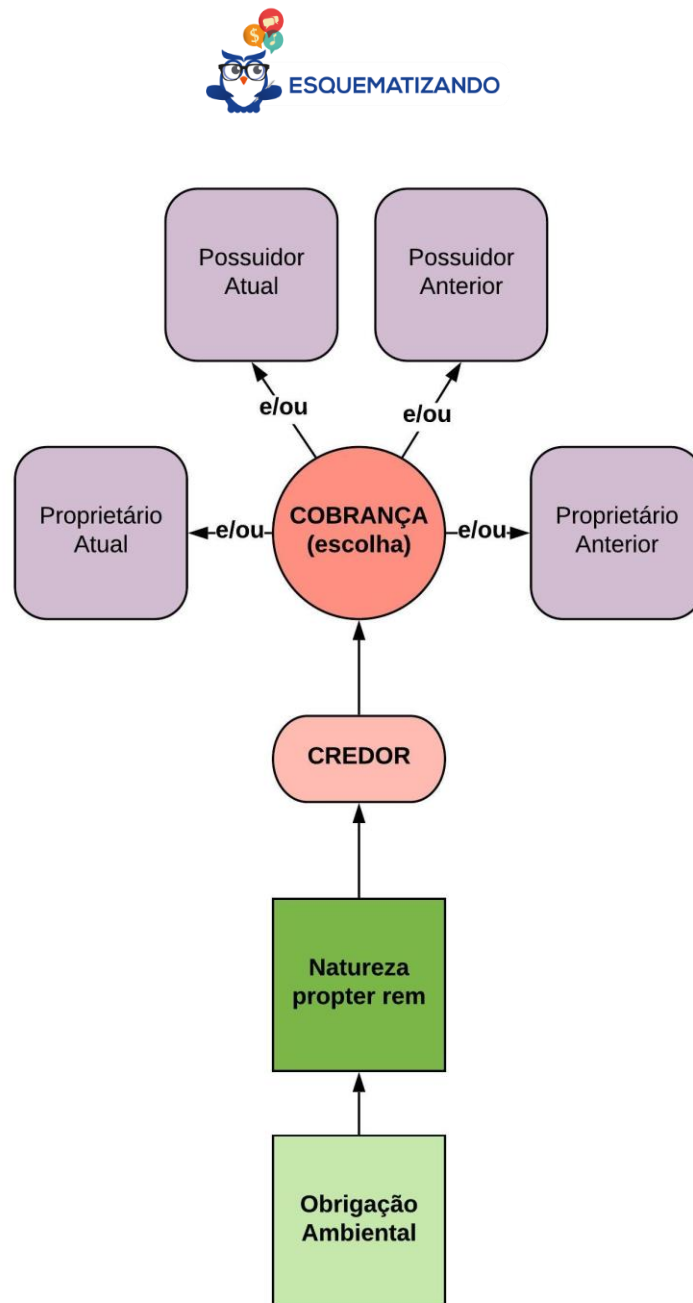 ESQUEMATIZANDO
Possuidor
Atual
Possuidor
Anterior
e/ou
e/ou
Proprietário
Atual
e/ou
COBRANÇA
(escolha)
e/ou
Proprietário
Anterior
CREDOR
Natureza
propter rem
Obrigação
Ambiental